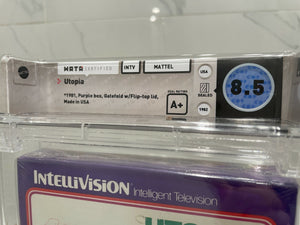 WATA CERTIFIED INTV MATTEL
Utopia
*1981, Purple box, Gatefold w/Flip-top lid,
Made in USA
SEAL RATING
A+
USA
SEALED
1982
8.5
INTELLIVISION Intelligent Television